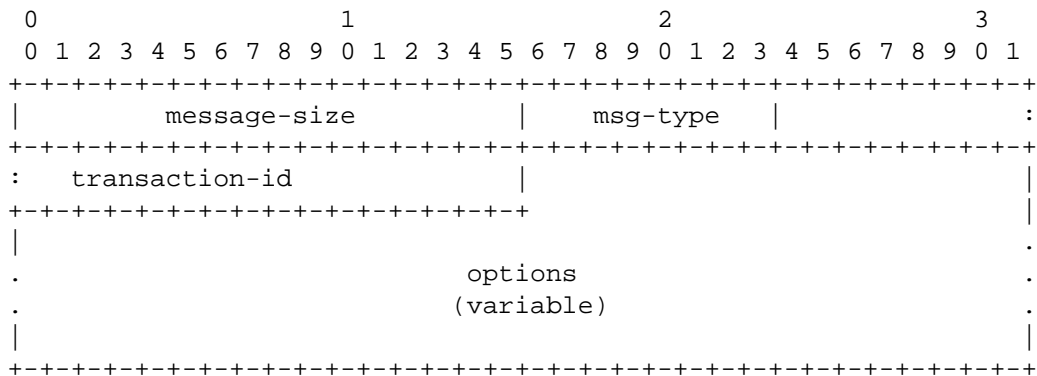 0                   1                   2                   3
 0 1 2 3 4 5 6 7 8 9 0 1 2 3 4 5 6 7 8 9 0 1 2 3 4 5 6 7 8 9 0 1
+-+-+-+-+-+-+-+-+-+-+-+-+-+-+-+-+-+-+-+-+-+-+-+-+-+-+-+-+-+-+-+-+
|         message-size          |    msg-type   |               :
+-+-+-+-+-+-+-+-+-+-+-+-+-+-+-+-+-+-+-+-+-+-+-+-+-+-+-+-+-+-+-+-+
:   transaction-id              |                               |
+-+-+-+-+-+-+-+-+-+-+-+-+-+-+-+-+                               |
|                                                               .
.                            options                            .
.                           (variable)                          .
|                                                               |
+-+-+-+-+-+-+-+-+-+-+-+-+-+-+-+-+-+-+-+-+-+-+-+-+-+-+-+-+-+-+-+-+